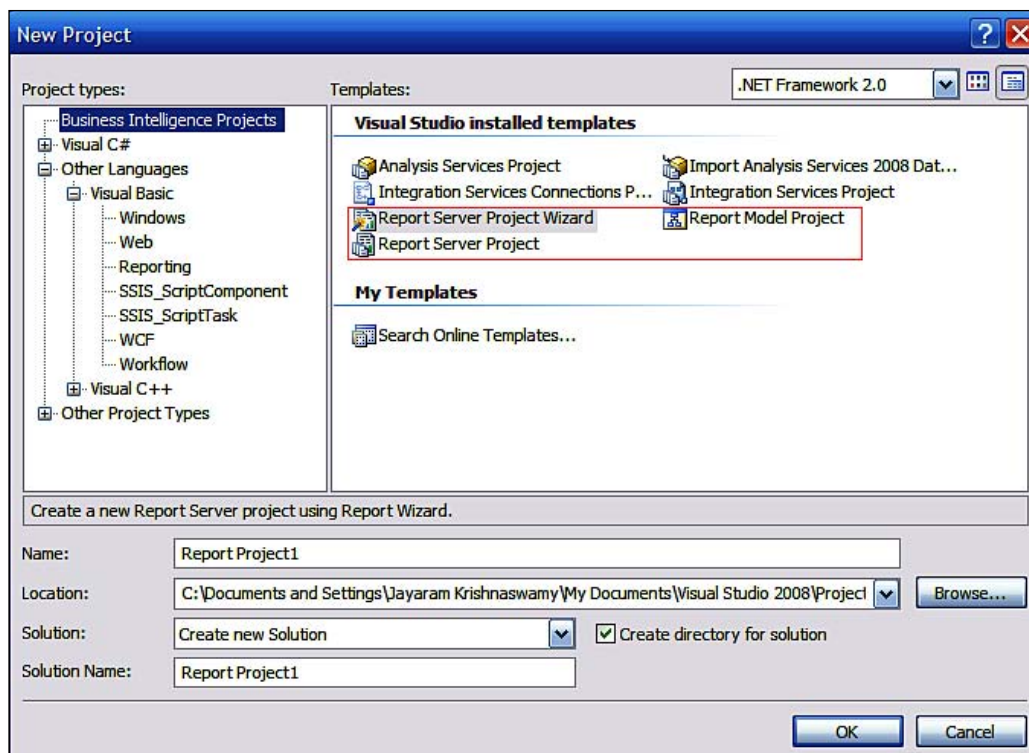 New Project
Project types:
Templates:
.NET Framework 2.0
Business Intelligence Projects
Visual C#
Other Languages
Visual Basic
Windows
Web
Reporting
SSIS_ScriptComponent
SSIS_ScriptTask
WCF
Workflow
Visual C++
Other Project Types
Visual Studio installed templates
Analysis Services Project
Import Analysis Services 2008 Dat...
Integration Services Connections P...
Integration Services Project
Report Server Project Wizard
Report Model Project
Report Server Project
My Templates
Search Online Templates...
Create a new Report Server project using Report Wizard.
Name:
Report Project1
Location:
C:\Documents and Settings\Jayaram Krishnaswamy\My Documents\Visual Studio 2008\Project
Browse...
Solution:
Create new Solution
Create directory for solution
Solution Name:
Report Project1
OK
Cancel